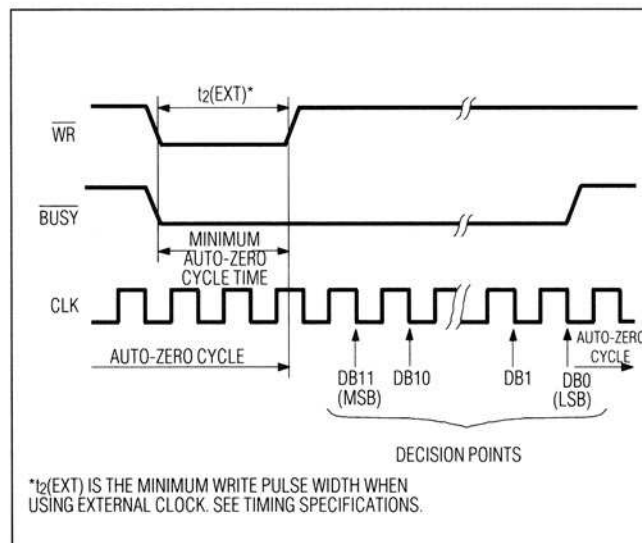 t2(EXT)*
WR
BUSY
MINIMUM
AUTO-ZERO
CYCLE TIME
CLK
AUTO-ZERO CYCLE
AUTO-ZERO
CYCLE
DB11
(MSB)
DB10
DB1
DB0
(LSB)
DECISION POINTS
*t2(EXT) IS THE MINIMUM WRITE PULSE WIDTH WHEN
USING EXTERNAL CLOCK. SEE TIMING SPECIFICATIONS.